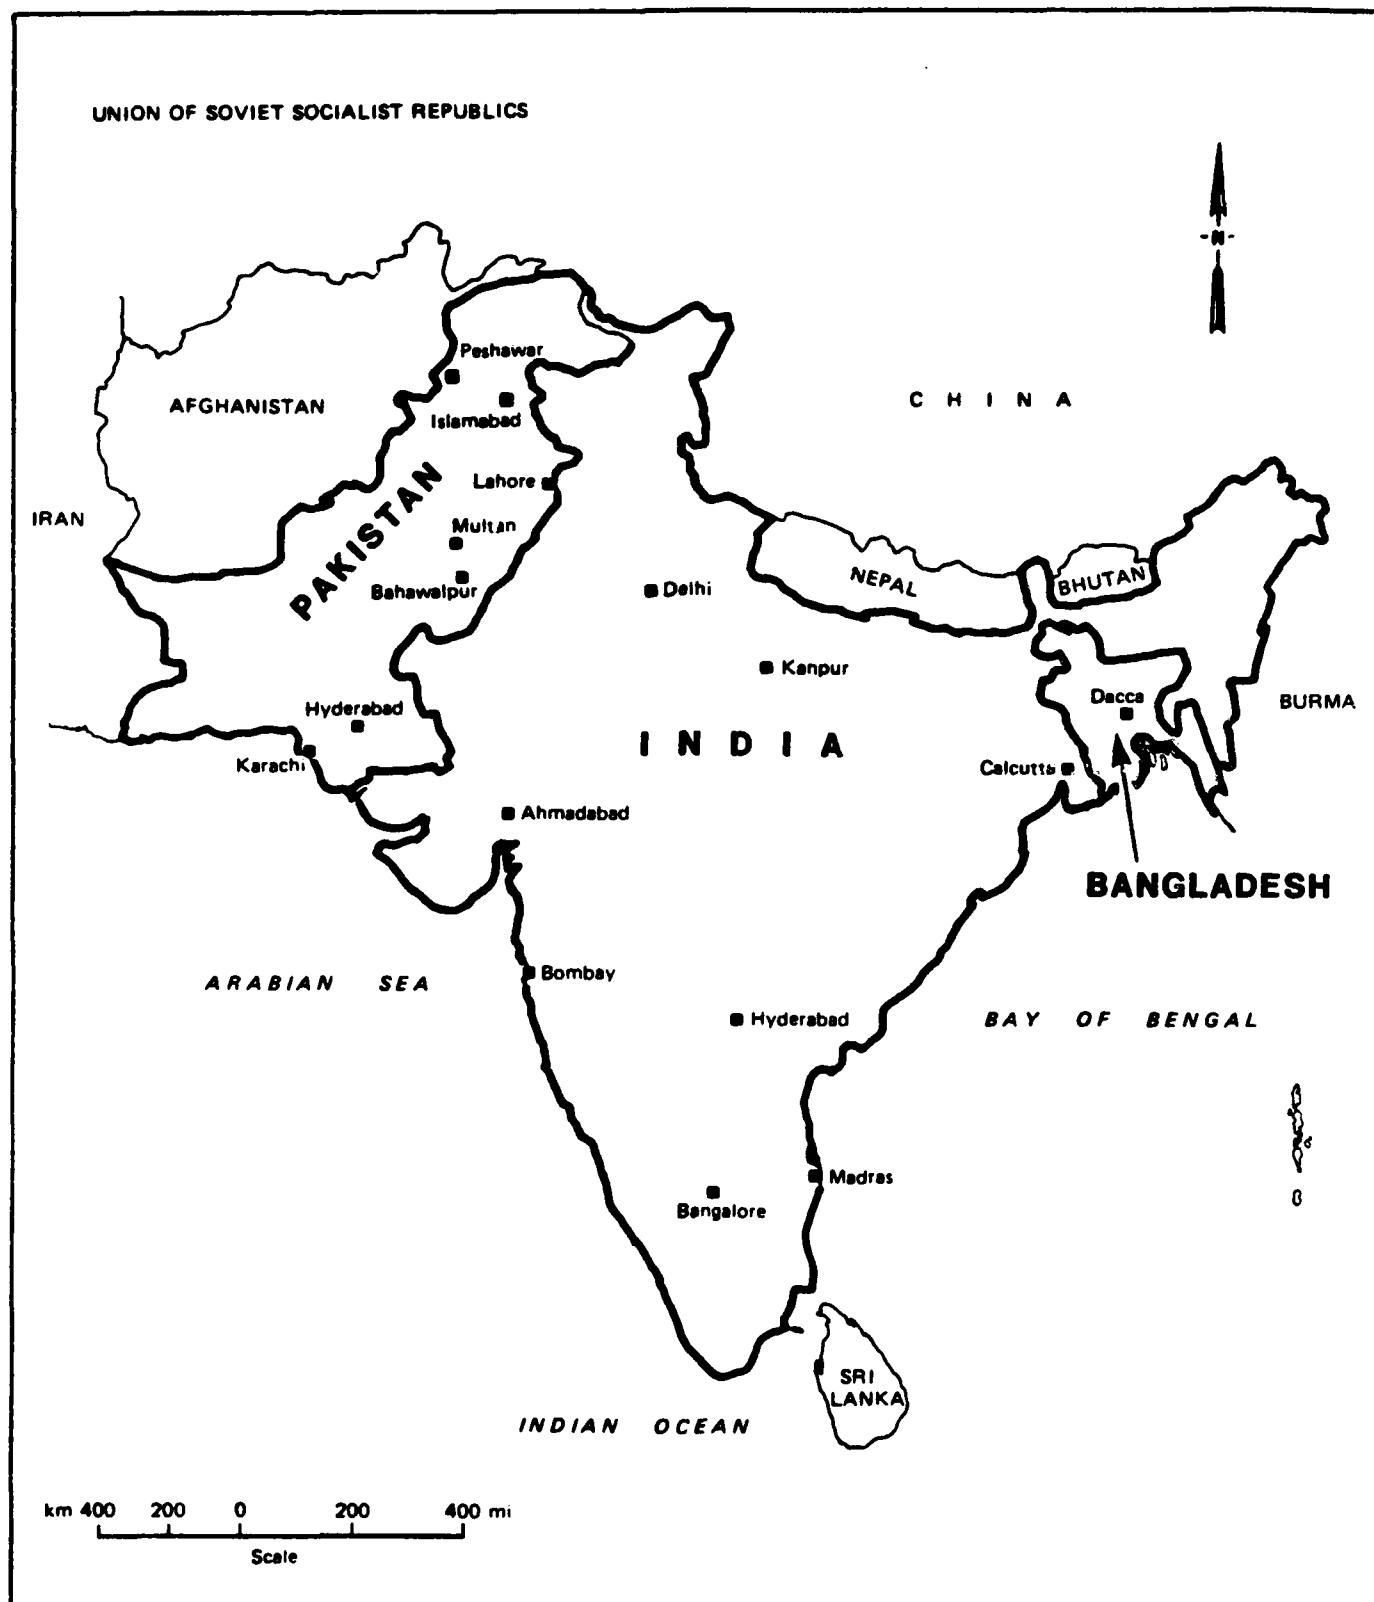 UNION OF SOVIET SOCIALIST REPUBLICS
-N-
Peshawar
AFGHANISTAN
C H I N A
Islamabad
Lahore
PAKISTAN
IRAN
Multan
NEPAL
BHUTAN
Bahawalpur
Delhi
Kanpur
Dacca
BURMA
Hyderabad
INDIA
Karachi
Calcutta
Ahmadabad
BANGLADESH
ARABIAN SEA
Bombay
Hyderabad
BAY OF BENGAL
Madras
Bangalore
SRI
LANKA
INDIAN OCEAN
km 400 200 0 200 400 mi
Scale